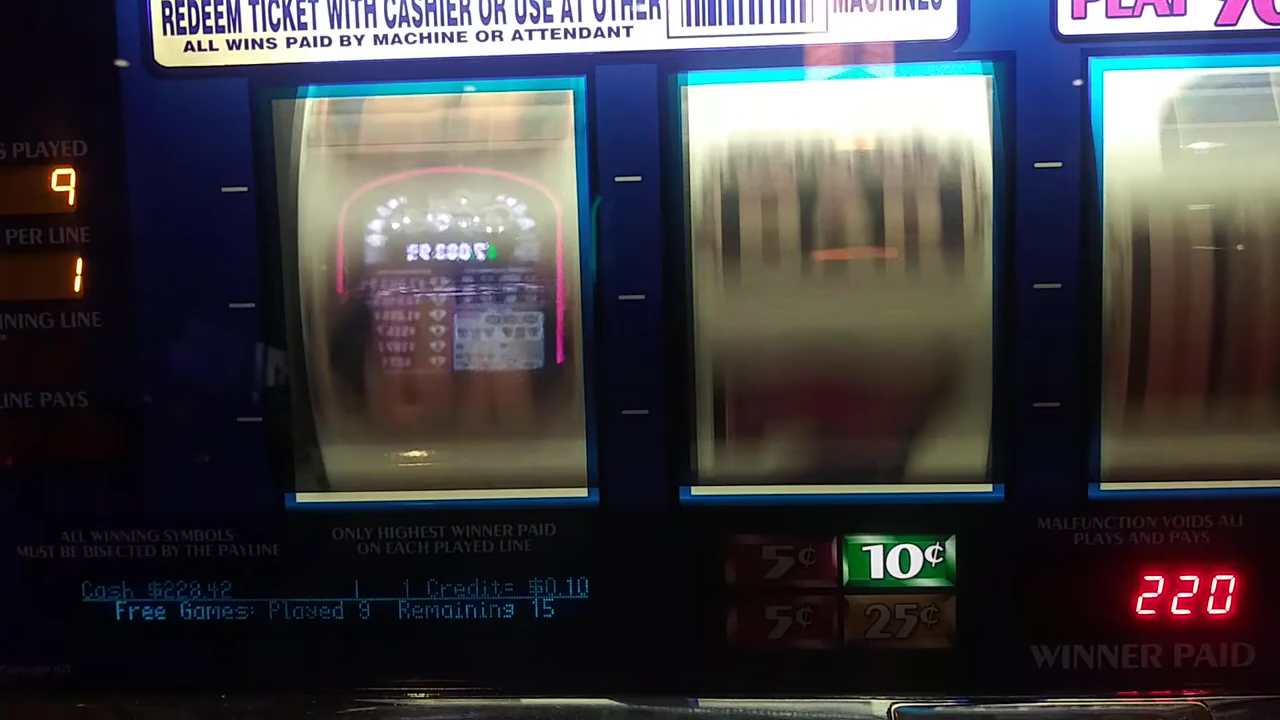 REDEEM TICKET WITH CASHIER OR USE AT OTHER MACHINES
ALL WINS PAID BY MACHINE OR ATTENDANT
PLAY
S PLAYED
9
PER LINE
1
NING LINE
LINE PAYS
ALL WINNING SYMBOLS
MUST BE BISECTED BY THE PAYLINE
ONLY HIGHEST WINNER PAID
ON EACH PLAYED LINE
Cash $228.42 | 1 Credit= $0.10
Free Games: Played 9 Remaining 15
5¢ 10¢
5¢ 25¢
MALFUNCTION VOIDS ALL
PLAYS AND PAYS
220
WINNER PAID